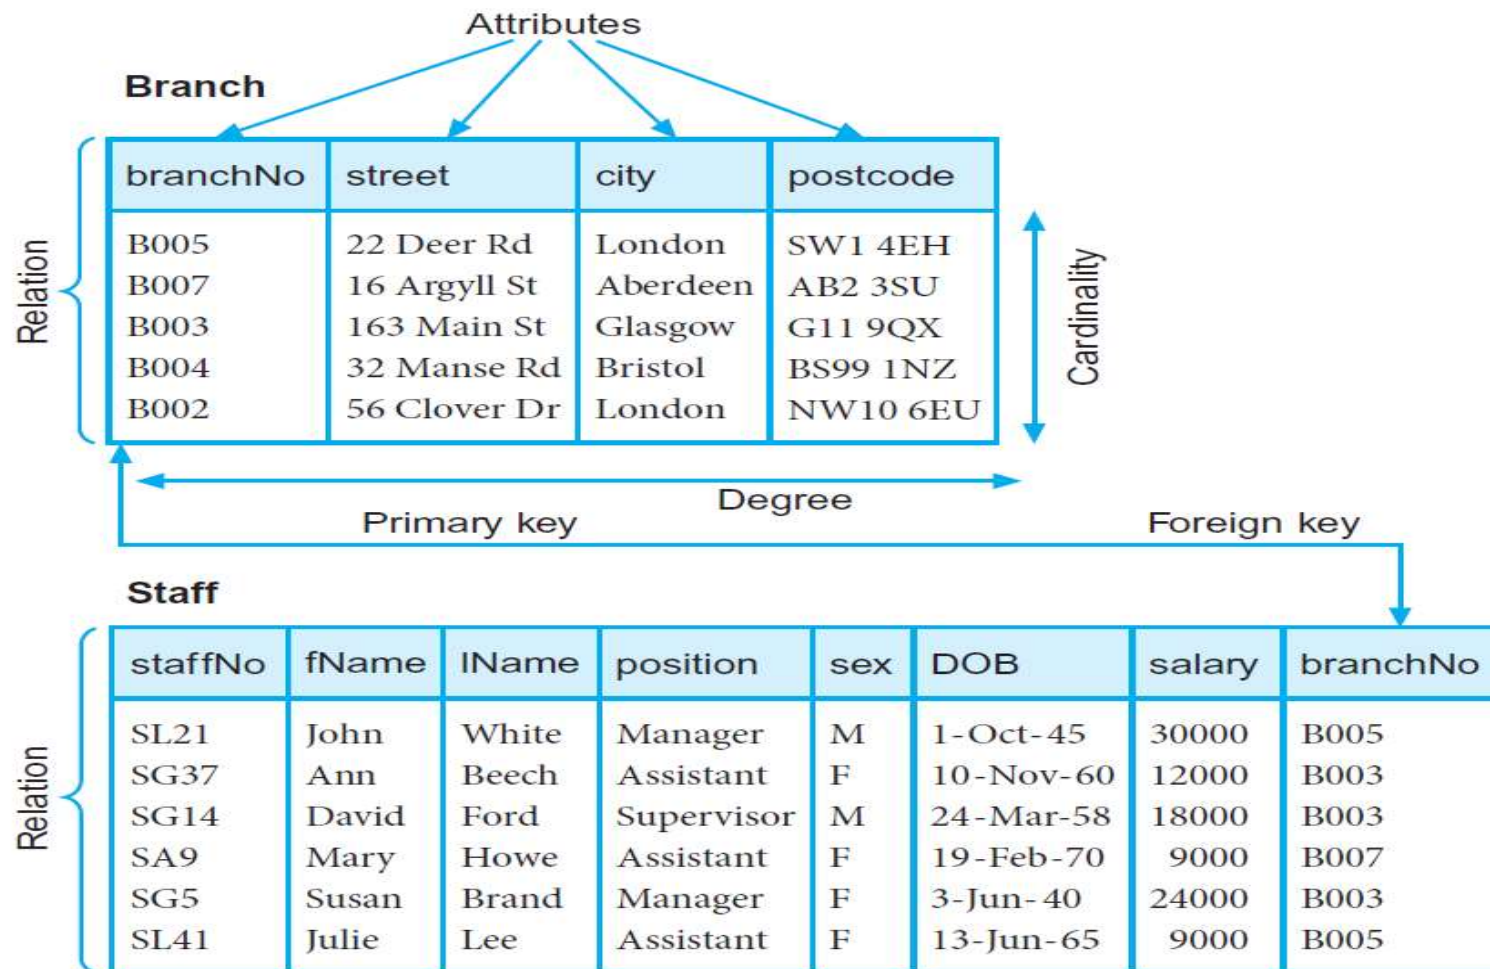 Attributes
Branch
branchNo street city postcode
B005 22 Deer Rd London SW1 4EH
B007 16 Argyll St Aberdeen AB2 3SU
B003 163 Main St Glasgow G11 9QX
B004 32 Manse Rd Bristol BS99 1NZ
B002 56 Clover Dr London NW10 6EU
Relation
Cardinality
Degree
Primary key
Foreign key
Staff
staffNo fName lName position sex DOB salary branchNo
SL21 John White Manager M 1-Oct-45 30000 B005
SG37 Ann Beech Assistant F 10-Nov-60 12000 B003
SG14 David Ford Supervisor M 24-Mar-58 18000 B003
SA9 Mary Howe Assistant F 19-Feb-70 9000 B007
SG5 Susan Brand Manager F 3-Jun-40 24000 B003
SL41 Julie Lee Assistant F 13-Jun-65 9000 B005
Relation